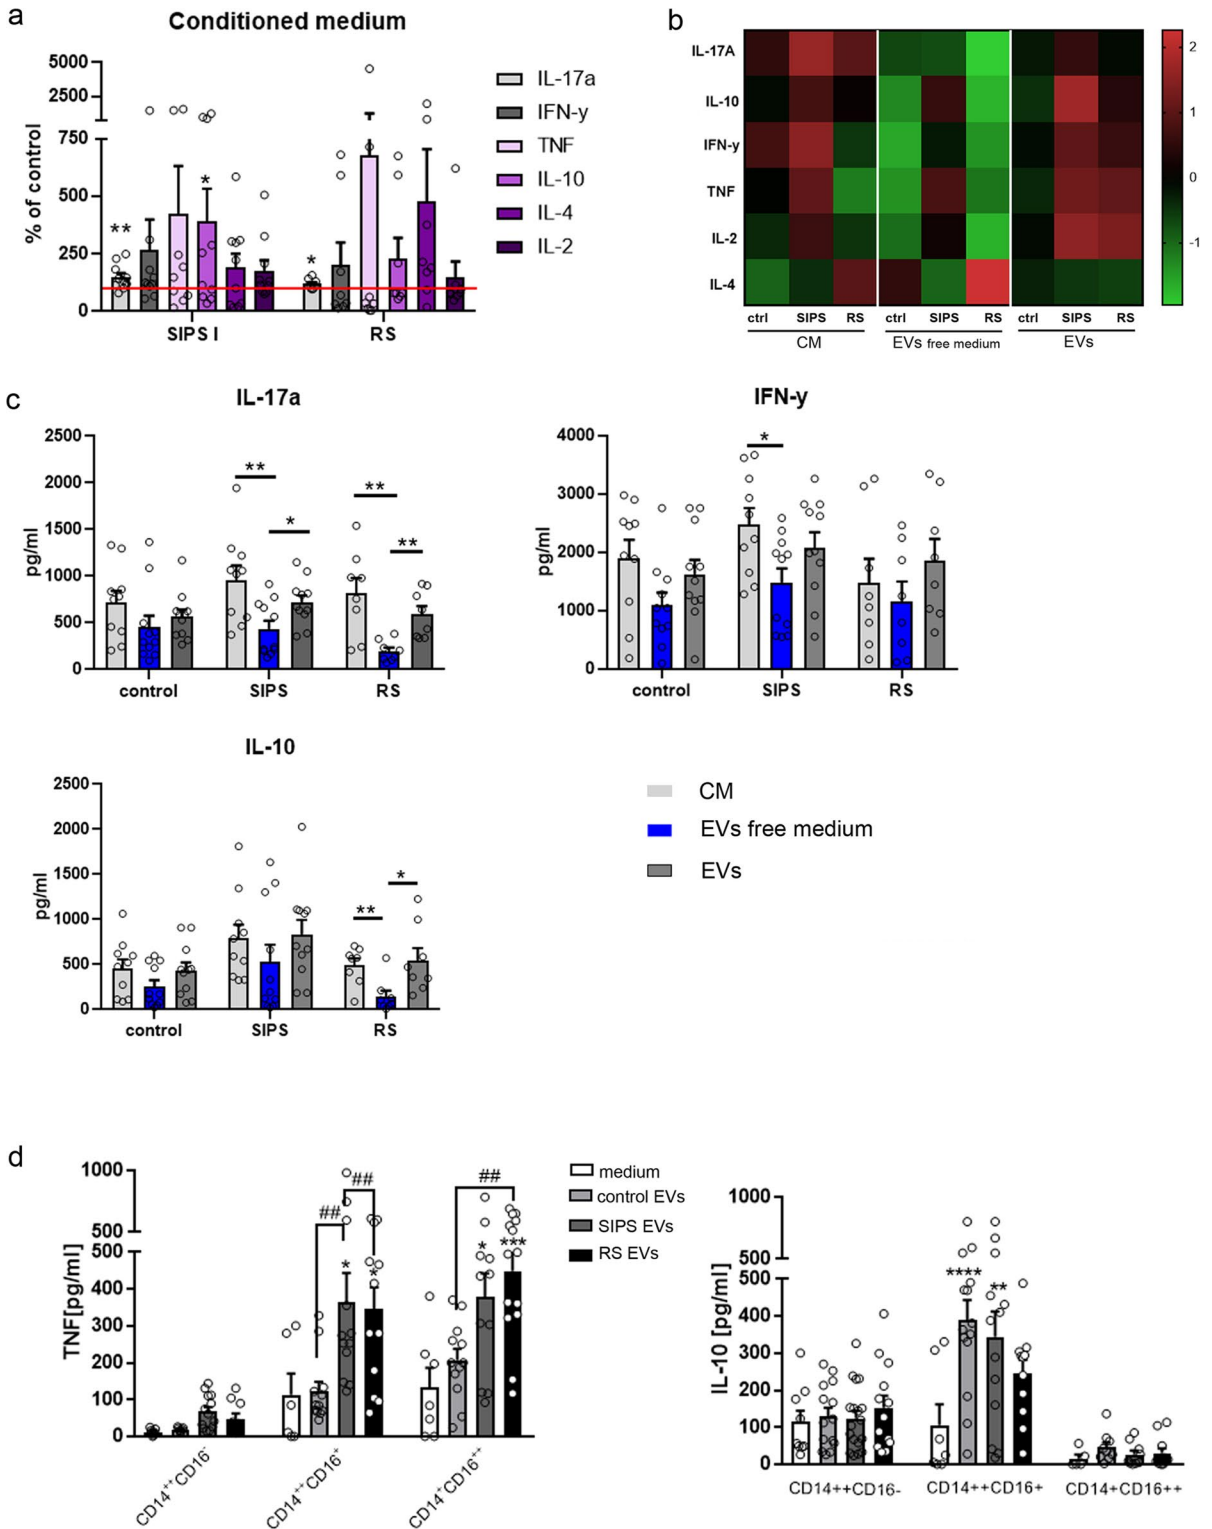 a
Conditioned medium
5000
2500
750
500
250
0
% of control
**
*
*
SIPS I
RS
IL-17a
IFN-y
TNF
IL-10
IL-4
IL-2
b
IL-17A
IL-10
IFN-y
TNF
IL-2
IL-4
ctrl SIPS RS ctrl SIPS RS ctrl SIPS RS
CM EVs free medium EVs
2
1
0
-1
c
IL-17a
2500
2000
1500
1000
500
0
pg/ml
**
*
**
**
control SIPS RS
IFN-y
4000
3000
2000
1000
0
pg/ml
*
control SIPS RS
IL-10
2500
2000
1500
1000
500
0
pg/ml
**
*
control SIPS RS
CM
EVs free medium
EVs
d
1000
500
500
400
300
200
100
0
TNF[pg/ml]
##
##
##
*
*
*
***
CD14++CD16-
CD14++CD16+
CD14+CD16++
medium
control EVs
SIPS EVs
RS EVs
1000
500
500
400
300
200
100
0
IL-10 [pg/ml]
****
**
CD14++CD16- CD14++CD16+ CD14+CD16++